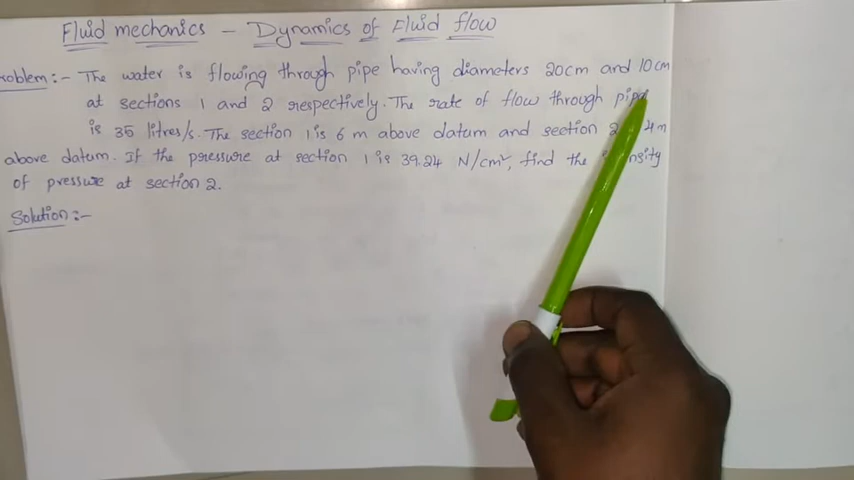 Fluid mechanics - Dynamics of Fluid flow
roblem:- The water is flowing through pipe having diameters 20cm and 10cm
at sections 1 and 2 respectively. The rate of flow through
is 35 litres/s. The section 1 is 6 m above datum and section 4m
above datum. If the pressure at section 1 is 39.24 N/cm², find the
of pressure at section 2.
Solution:-